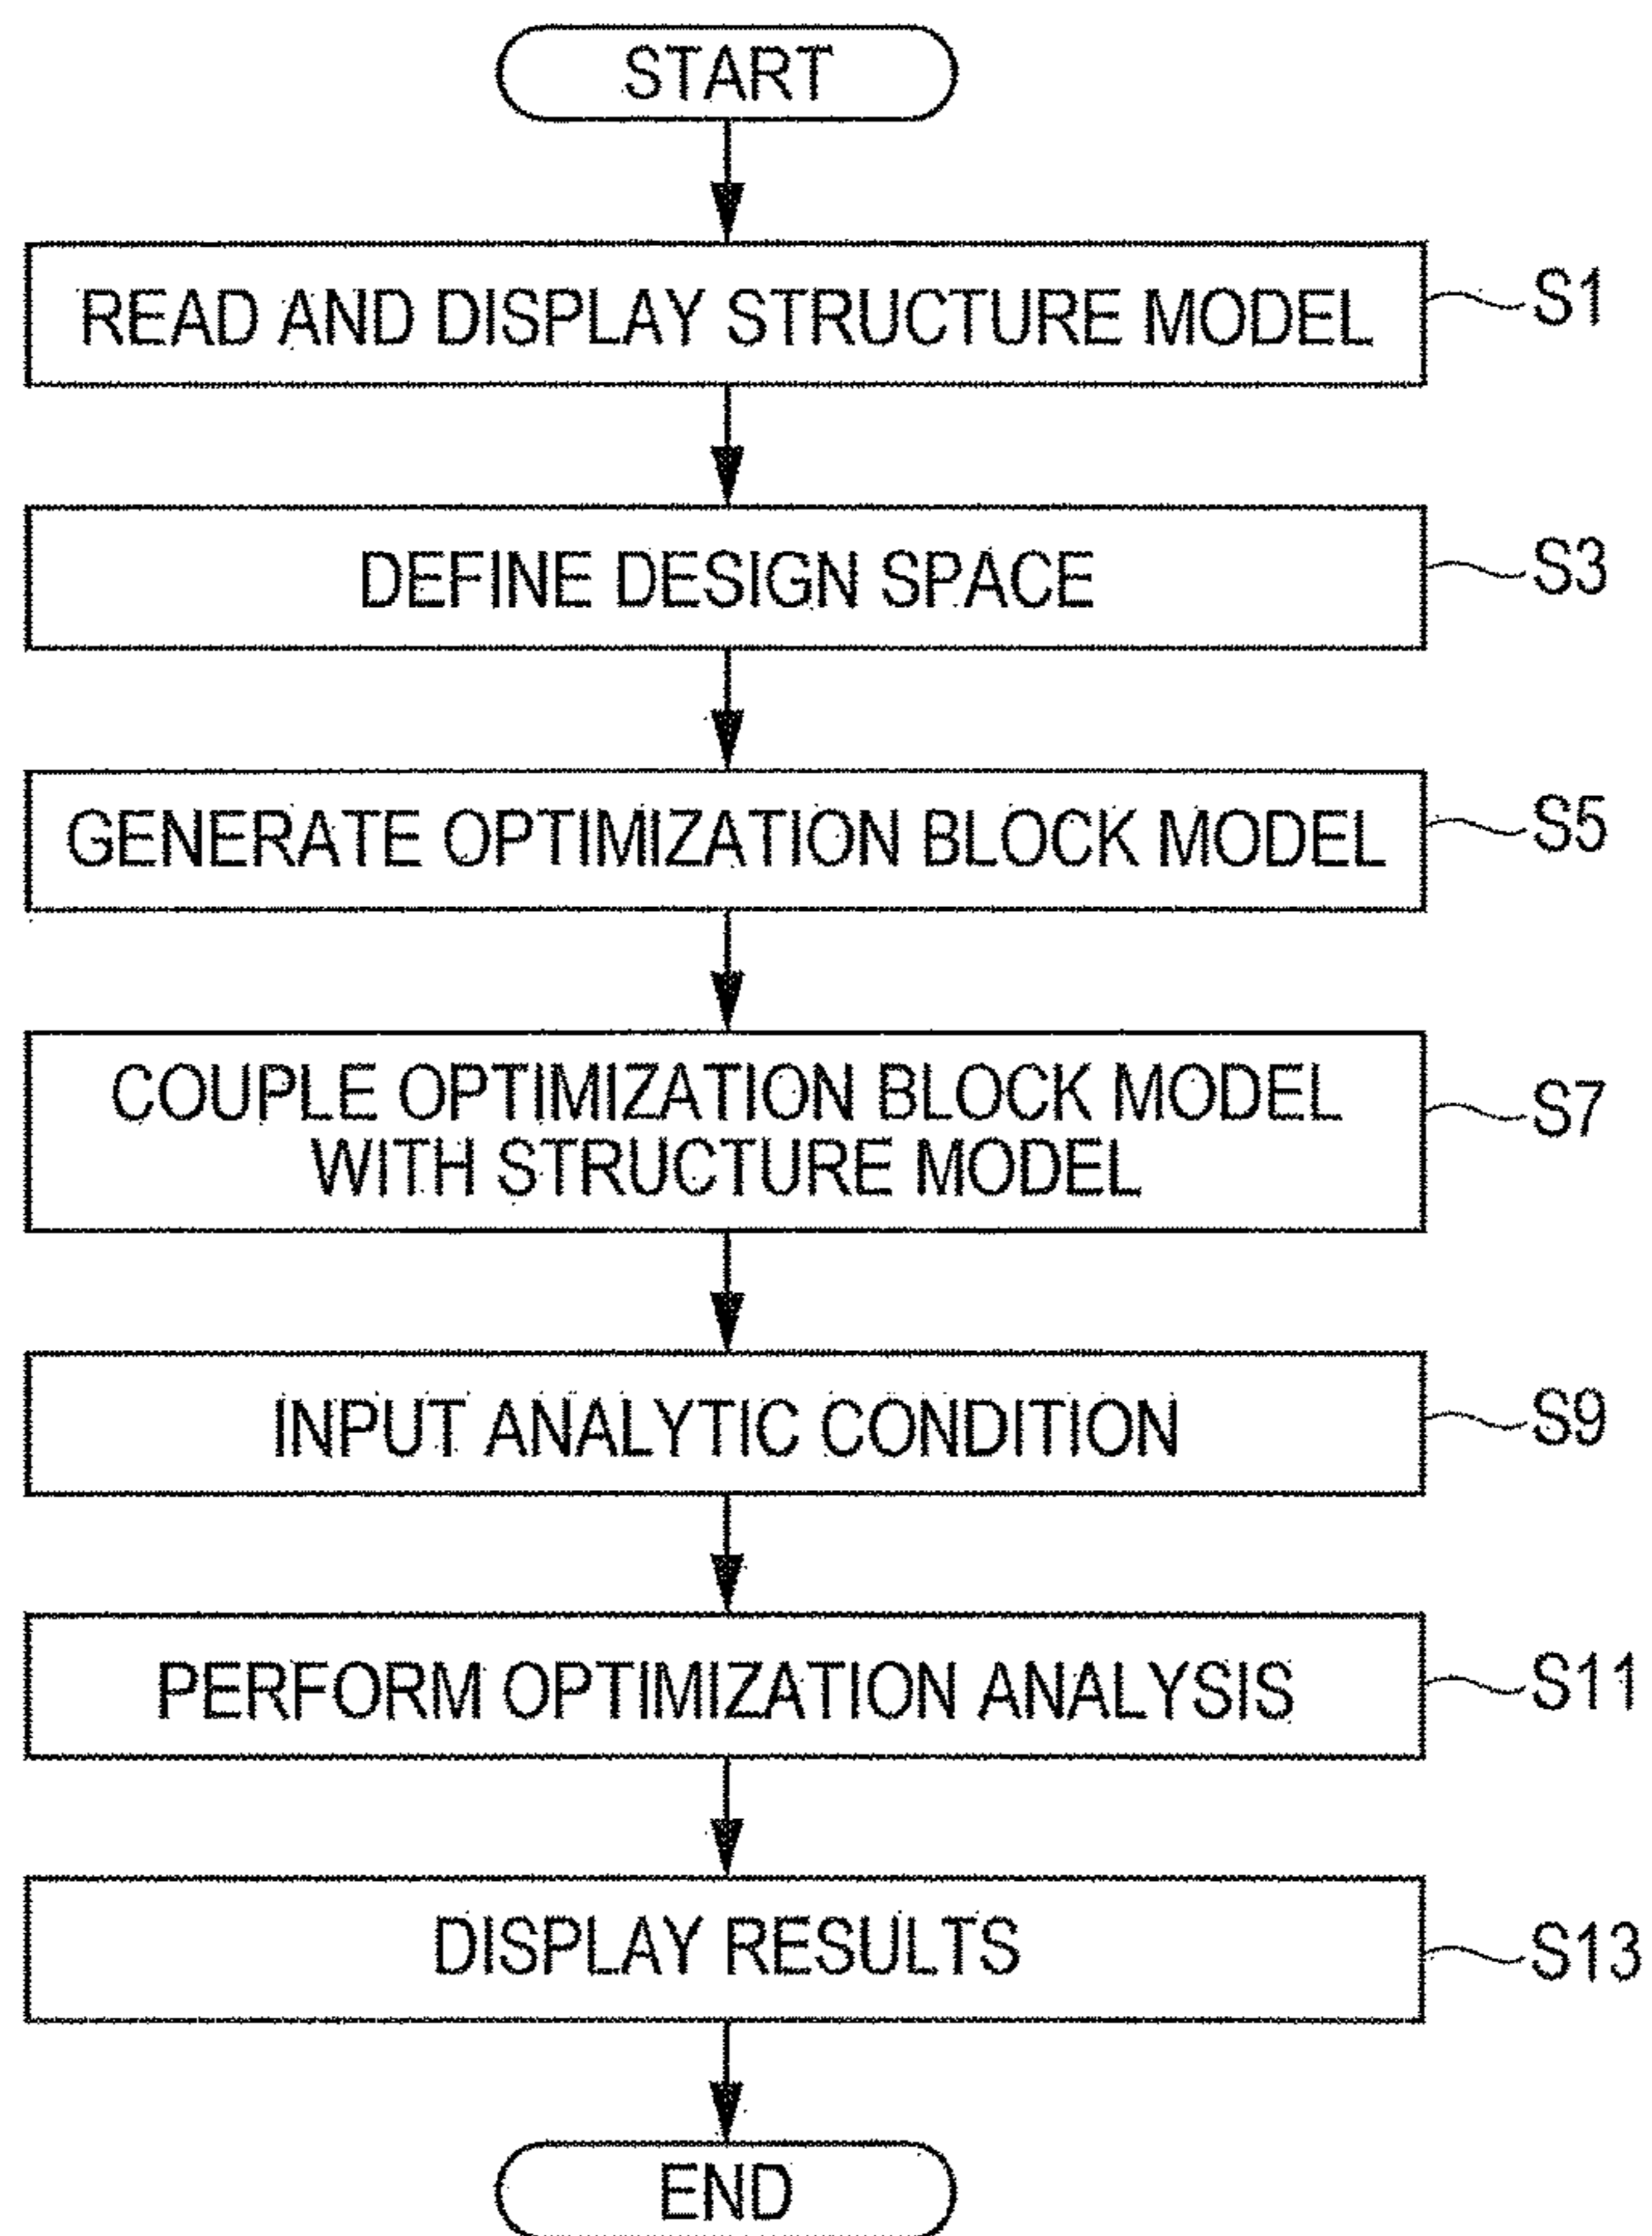 START
READ AND DISPLAY STRUCTURE MODEL
S1
DEFINE DESIGN SPACE
S3
GENERATE OPTIMIZATION BLOCK MODEL
S5
COUPLE OPTIMIZATION BLOCK MODEL
WITH STRUCTURE MODEL
S7
INPUT ANALYTIC CONDITION
S9
PERFORM OPTIMIZATION ANALYSIS
S11
DISPLAY RESULTS
S13
END